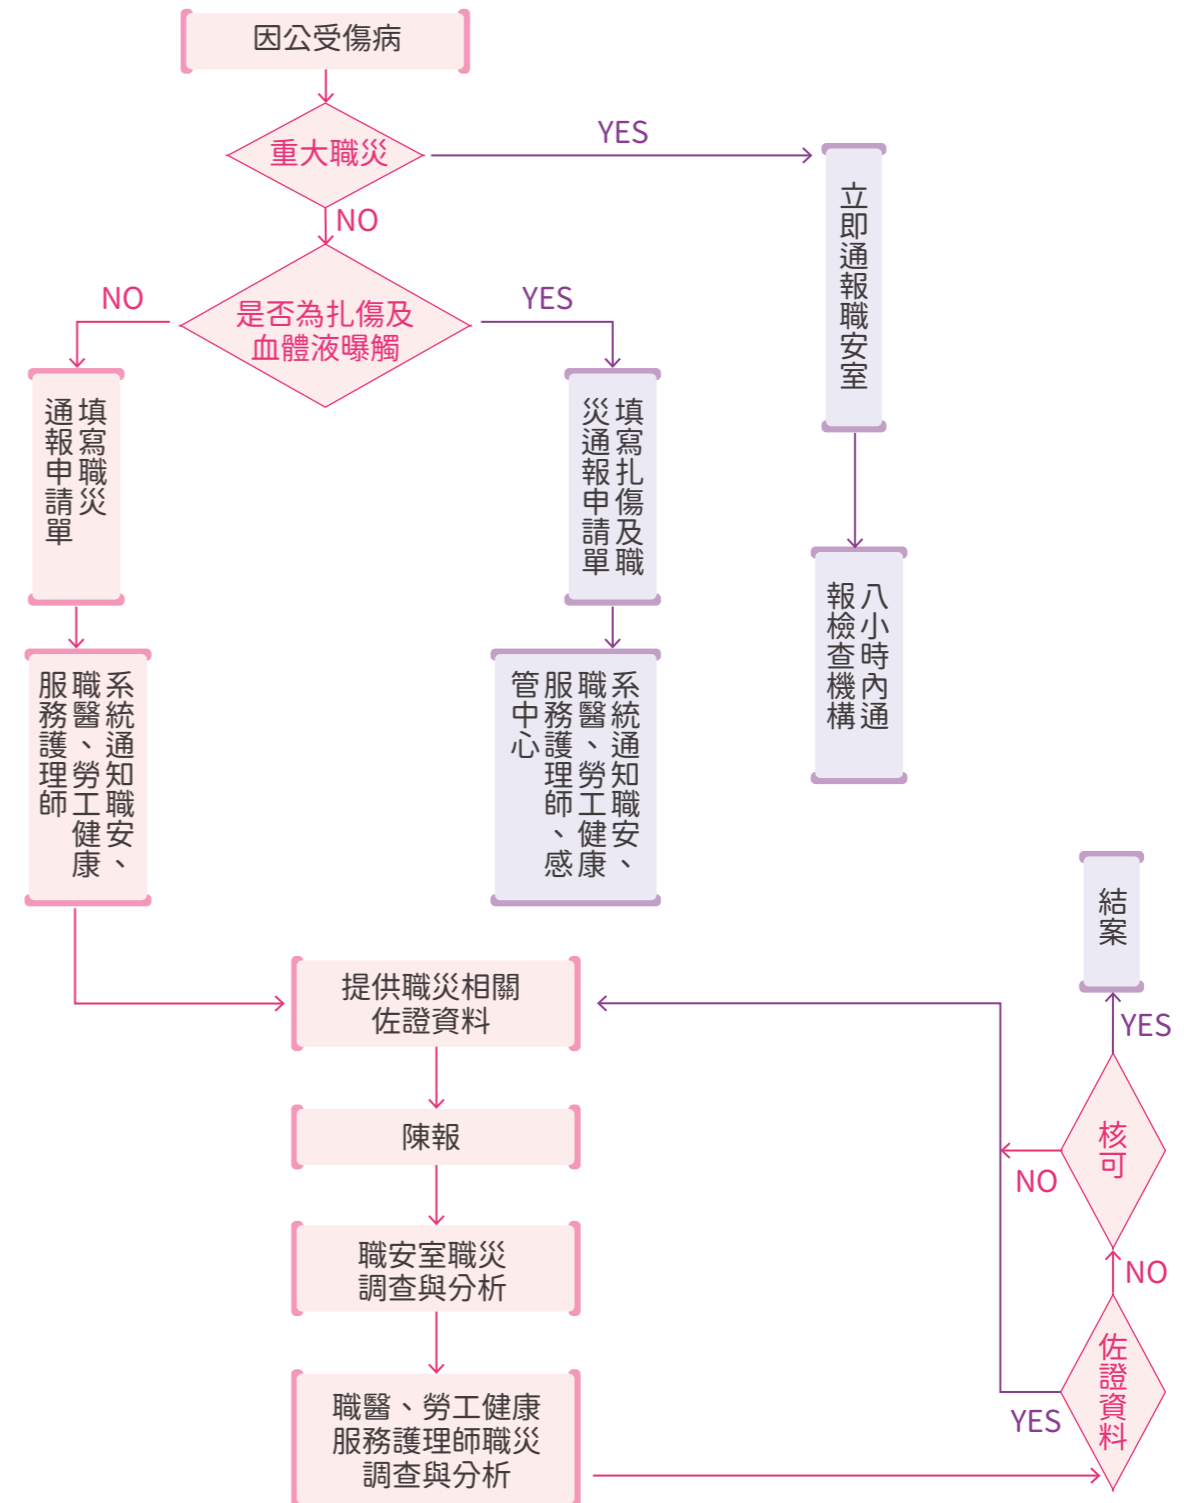 因公受傷病
重大職災
YES
NO
是否為扎傷及
血體液曝觸
NO
YES
立即通報職安室
八小時內通
報檢查機構
填寫職災
通報申請單
填寫扎傷及職
災通報申請單
系統通知職安、
職醫、勞工健康
服務護理師
系統通知職安、
職醫、勞工健康
服務護理師、感
管中心
提供職災相關
佐證資料
陳報
職安室職災
調查與分析
職醫、勞工健康
服務護理師職災
調查與分析
結案
YES
核可
NO
NO
佐證資料
YES